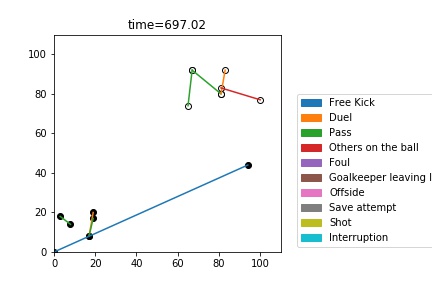 time=697.02
100
80
60
40
20
0
0 20 40 60 80 100
Free Kick
Duel
Pass
Others on the ball
Foul
Goalkeeper leaving l
Offside
Save attempt
Shot
Interruption